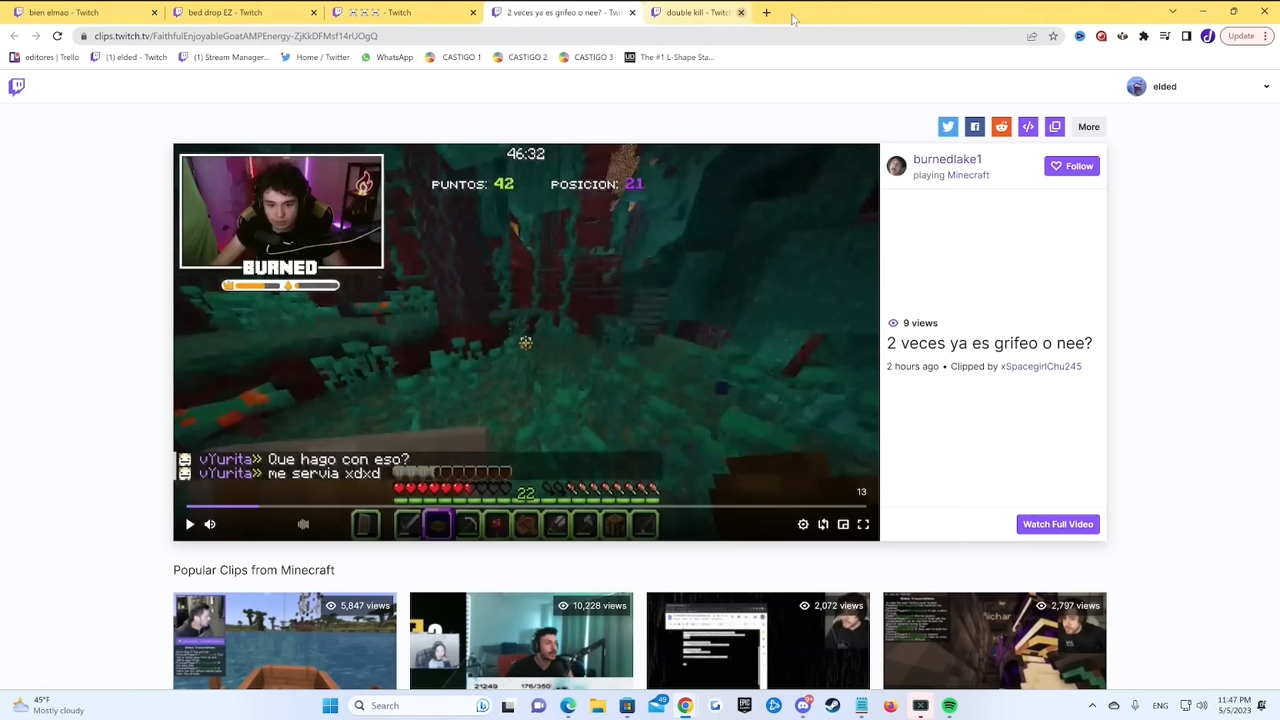 bien elmao - Twitch
bed drop EZ - Twitch
- Twitch
2 veces ya es grifeo o nee? - Twi
double kill - Twitc
clips.twitch.tv/FaithfulEnjoyableGoatAMPEnergy-ZjKkDFMsf14rUOgQ
Update
editores | Trello
(1) elded - Twitch
(1) Stream Manager...
Home / Twitter
WhatsApp
CASTIGO 1
CASTIGO 2
CASTIGO 3
The #1 L-Shape Sta...
elded
More
46:32
PUNTOS: 42
POSICION: 21
BURNED
burnedlake1
playing Minecraft
Follow
9 views
2 veces ya es grifeo o nee?
2 hours ago • Clipped by xSpacegirlChu245
vYurita» Que hago con eso?
vYurita» me servia xdxd
22
13
Watch Full Video
Popular Clips from Minecraft
5,847 views
10,228 views
2,072 views
2,797 views
21249 176/350
45°F
Mostly cloudy
Search
49
ENG
11:47 PM
5/5/2023